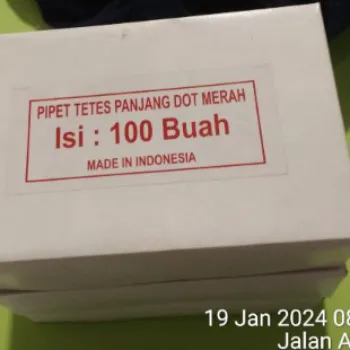 PIPET TETES PANJANG DOT MERAH
Isi : 100 Buah
MADE IN INDONESIA
19 Jan 2024 08
Jalan A